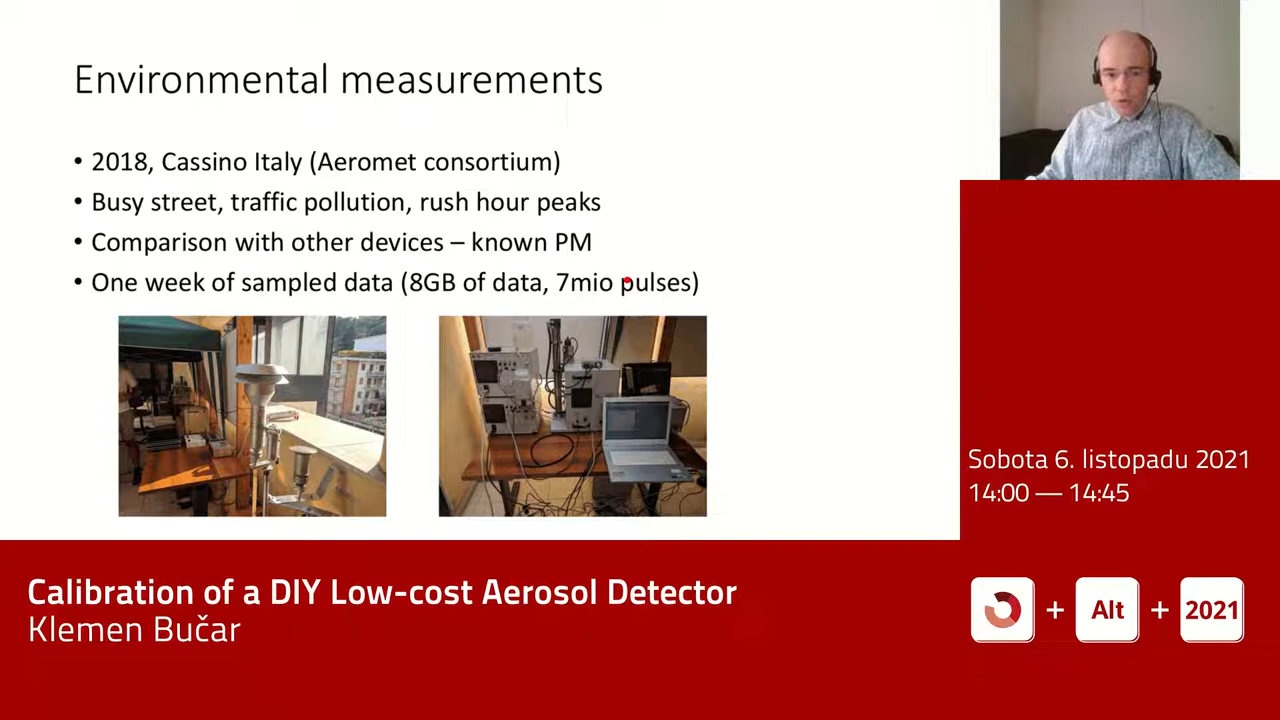 Environmental measurements
• 2018, Cassino Italy (Aeromet consortium)
• Busy street, traffic pollution, rush hour peaks
• Comparison with other devices – known PM
• One week of sampled data (8GB of data, 7mio pulses)
Sobota 6. listopadu 2021
14:00 — 14:45
Calibration of a DIY Low-cost Aerosol Detector
Klemen Bučar
+ Alt + 2021